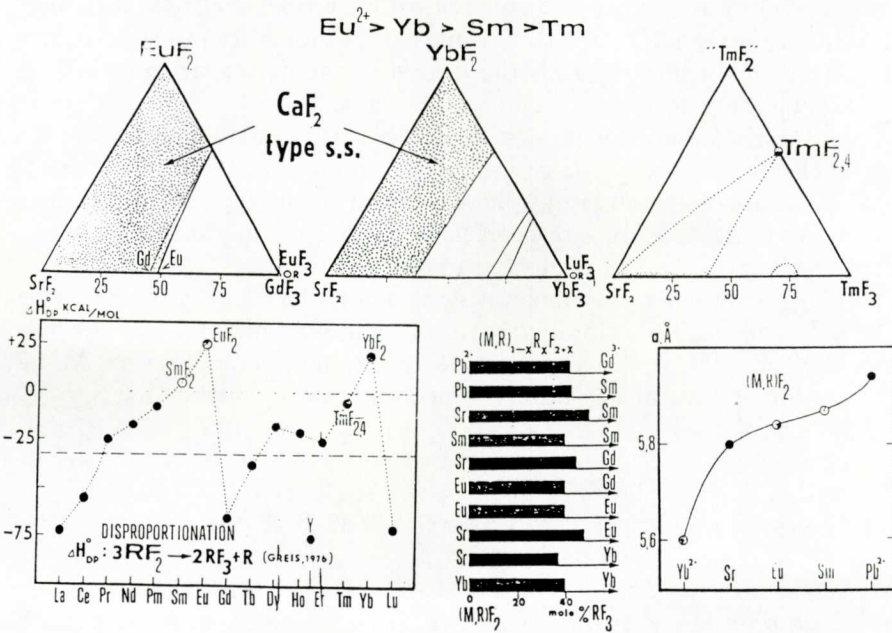 Eu²⁺ > Yb > Sm > Tm
EuF₂
YbF₂
"TmF₂"
CaF₂
type s.s.
TmF₂,₄
Gd
Eu
EuF₃
OR
GdF₃
SrF₂
25
50
LuF₃
OR
YbF₃
SrF₂
SrF₂
25
50
75
TmF₃
ΔH°DP KCAL/MOL
+25
0
-25
-75
EuF₂
SmF₂
YbF₂
TmF₂,₄
Y
DISPROPORTIONATION
ΔH°DP : 3RF₂ → 2RF₃ + R (GREIS, 1976)
La Ce Pr Nd Pm Sm Eu Gd Tb Dy Ho Er Tm Yb Lu
(M,R)₁₋ₓRₓF₂₊ₓ
Pb²⁻ Gd³
Pb Sm
Sr Sm
Sm Sm
Sr Gd
Eu Gd
Eu Eu
Sr Eu
Sr Yb
Yb Yb
0 20 40
(M,R)F₂ mole % RF₃
a, Å
(M,R)F₂
5,8
5,6
Yb²⁻ Sr Eu Sm Pb²⁻